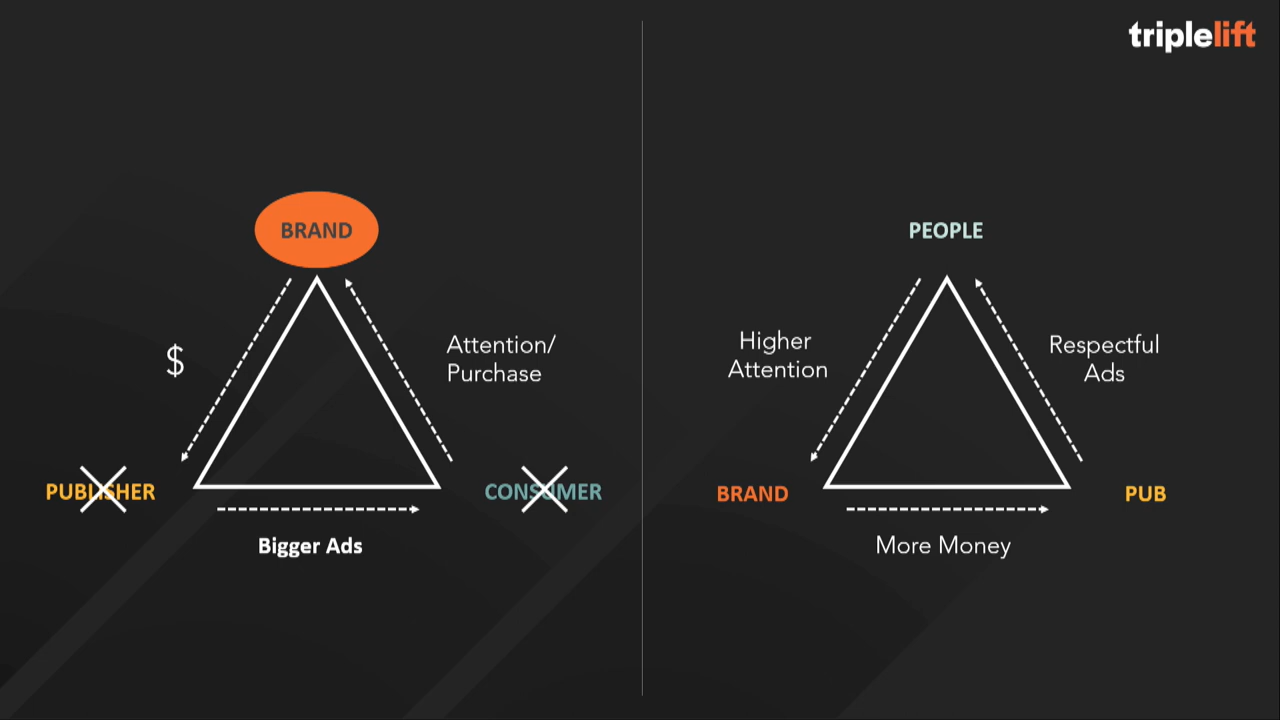 triplelift
BRAND
$
Attention/
Purchase
PUBLISHER
CONSUMER
Bigger Ads
PEOPLE
Higher
Attention
Respectful
Ads
BRAND
PUB
More Money